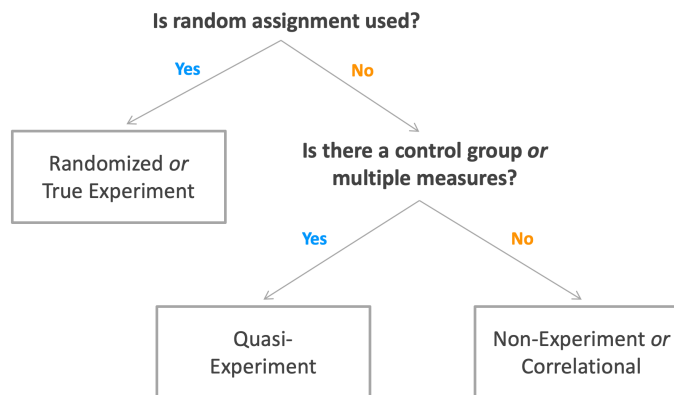 Is random assignment used?
Yes
No
Randomized or
True Experiment
Is there a control group or
multiple measures?
Yes
No
Quasi-
Experiment
Non-Experiment or
Correlational